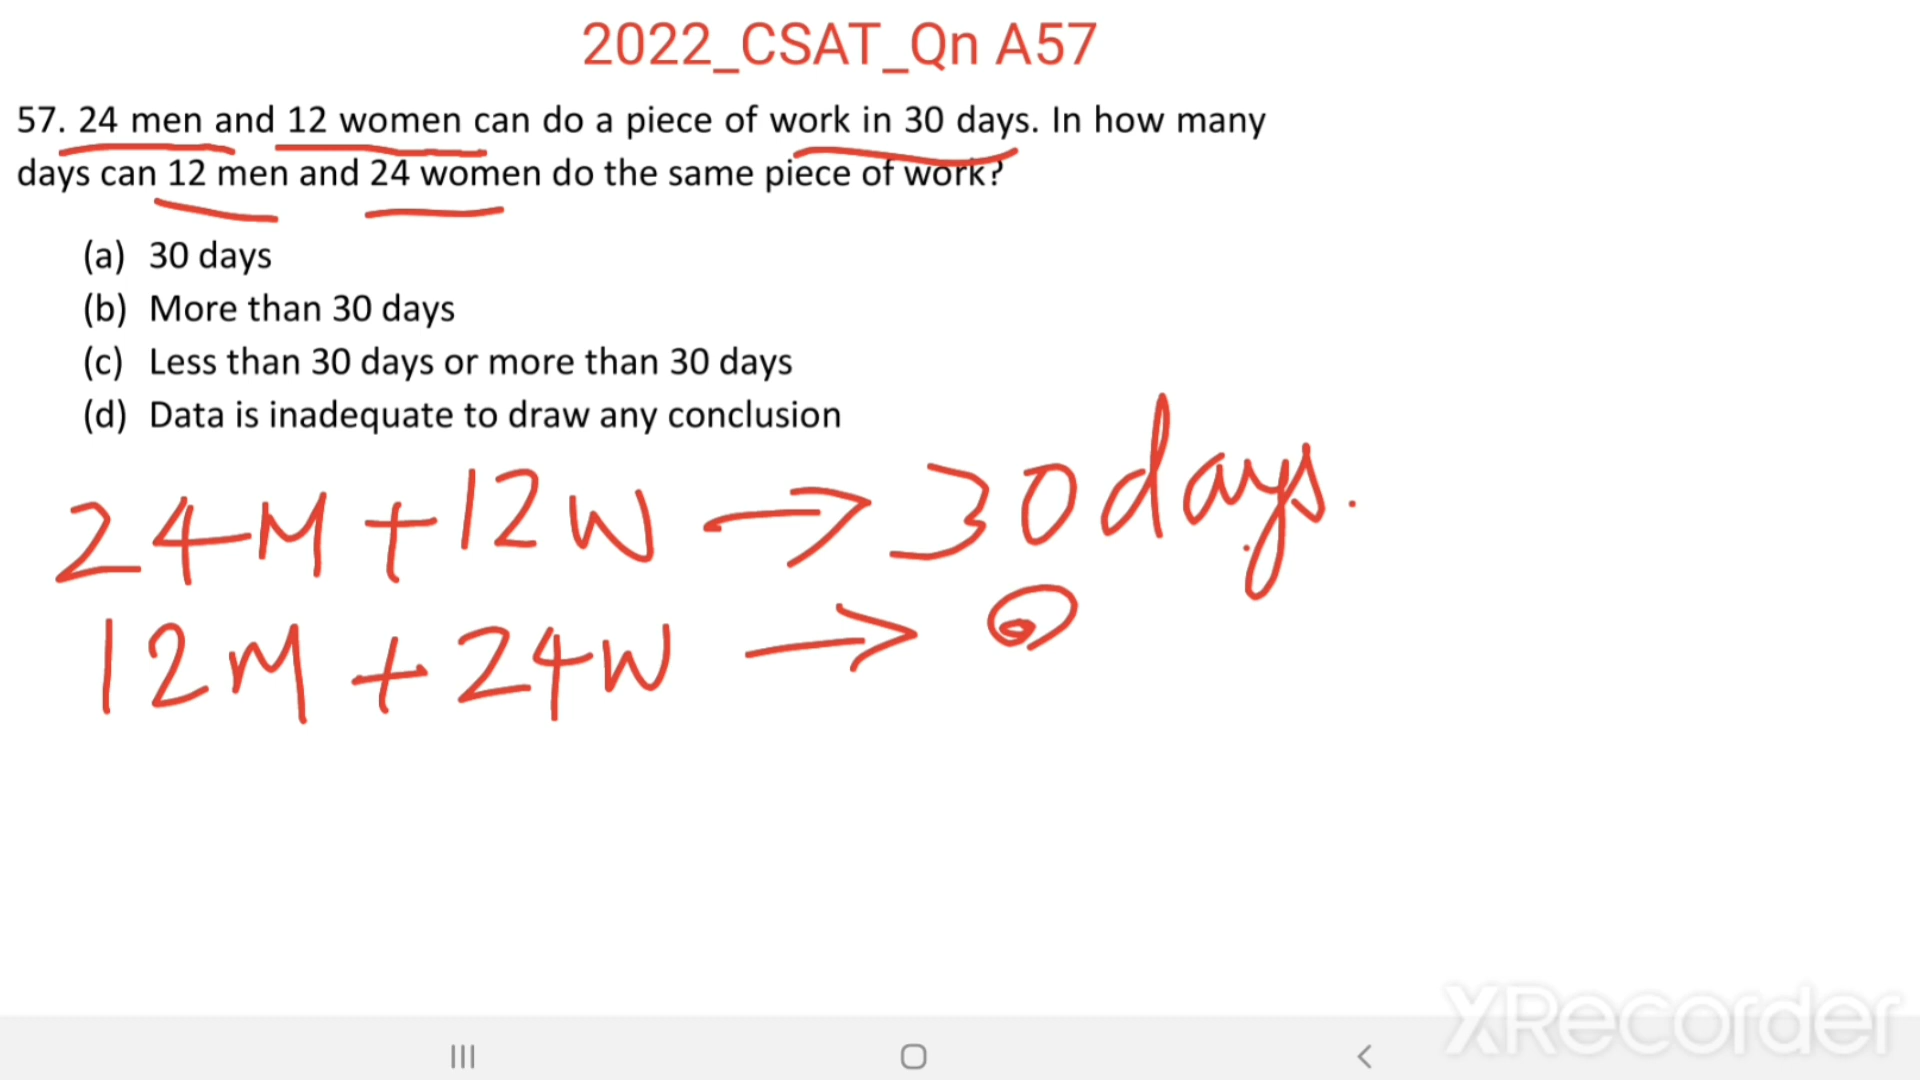 2022_CSAT_Qn A57
57. 24 men and 12 women can do a piece of work in 30 days. In how many
days can 12 men and 24 women do the same piece of work?
(a) 30 days
(b) More than 30 days
(c) Less than 30 days or more than 30 days
(d) Data is inadequate to draw any conclusion
24M+12W → 30days.
12M+24W →
XRecorder